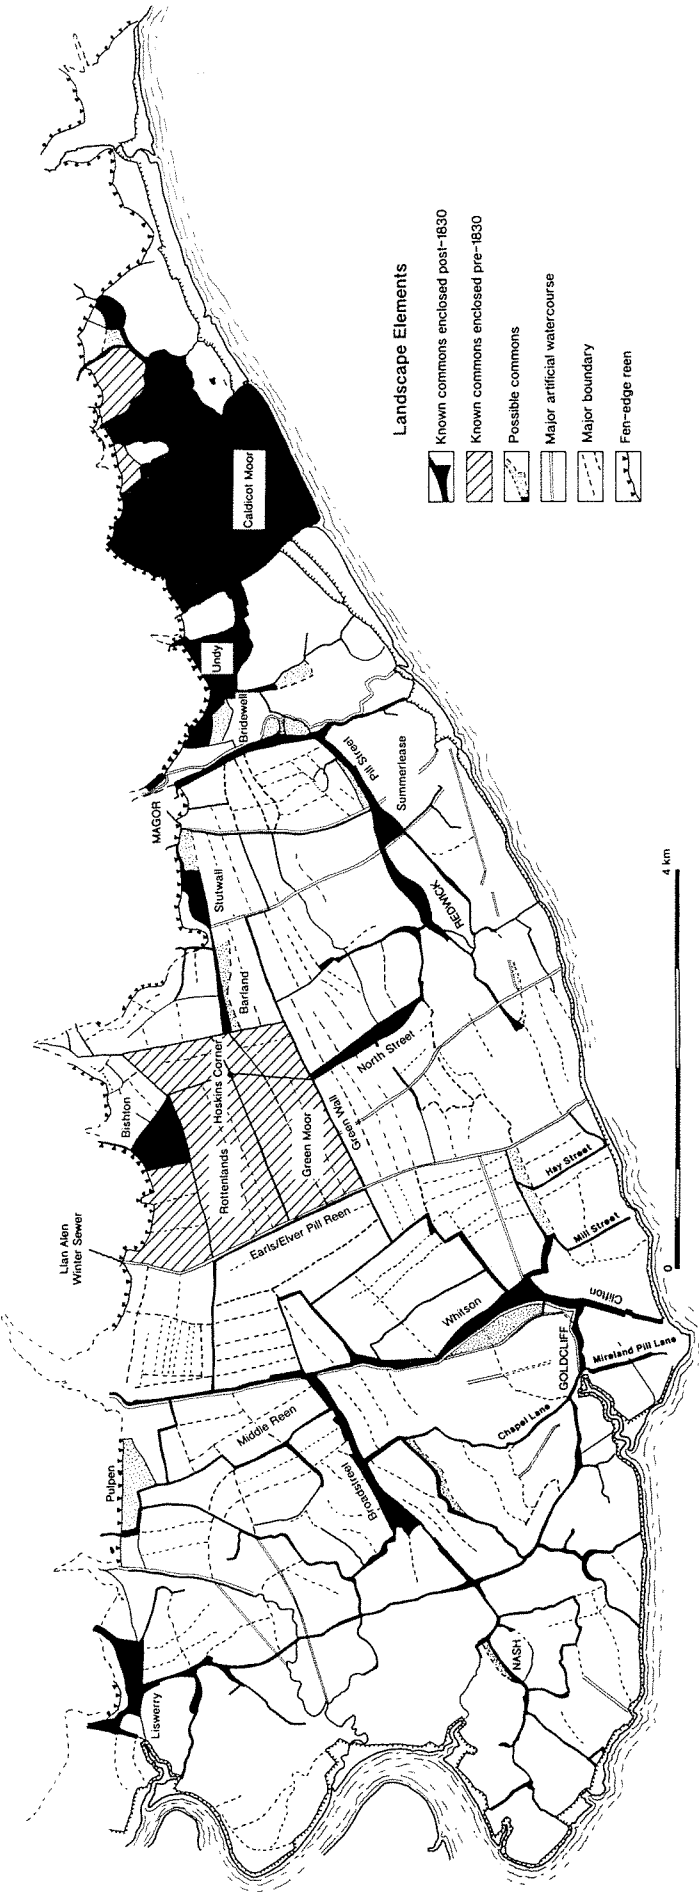 Landscape Elements
Known commons enclosed post-1830
Known commons enclosed pre-1830
Possible commons
Major artificial watercourse
Major boundary
Fen-edge reen
Caldicot Moor
Undy
Bridewell
MAGOR
Pill Street
Summerlease
Stutwall
REDWICK
Barland
Hoskins Corner
North Street
Bishton
Rottenlands
Green Moor
Green Wall
Llan Alen
Winter Sewer
Earls/Elver Pill Reen
Hay Street
Mill Street
Whitson
Clifton
GOLDCLIFF
Mireland Pill Lane
Middle Reen
Chapel Lane
Broadstreet
Pulpen
NASH
Liswerry
0
4 km